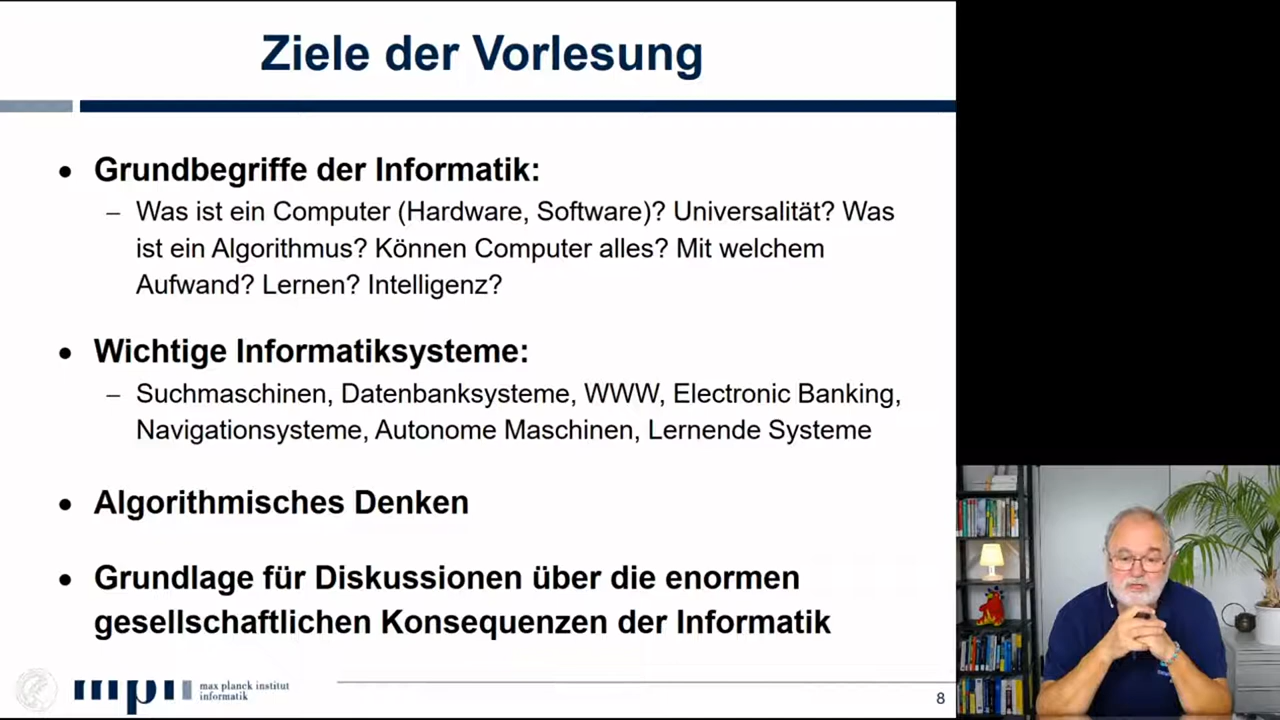 Ziele der Vorlesung
• Grundbegriffe der Informatik:
– Was ist ein Computer (Hardware, Software)? Universalität? Was
ist ein Algorithmus? Können Computer alles? Mit welchem
Aufwand? Lernen? Intelligenz?
• Wichtige Informatiksysteme:
– Suchmaschinen, Datenbanksysteme, WWW, Electronic Banking,
Navigationsysteme, Autonome Maschinen, Lernende Systeme
• Algorithmisches Denken
• Grundlage für Diskussionen über die enormen
gesellschaftlichen Konsequenzen der Informatik
mpi
max planck institut
informatik
8